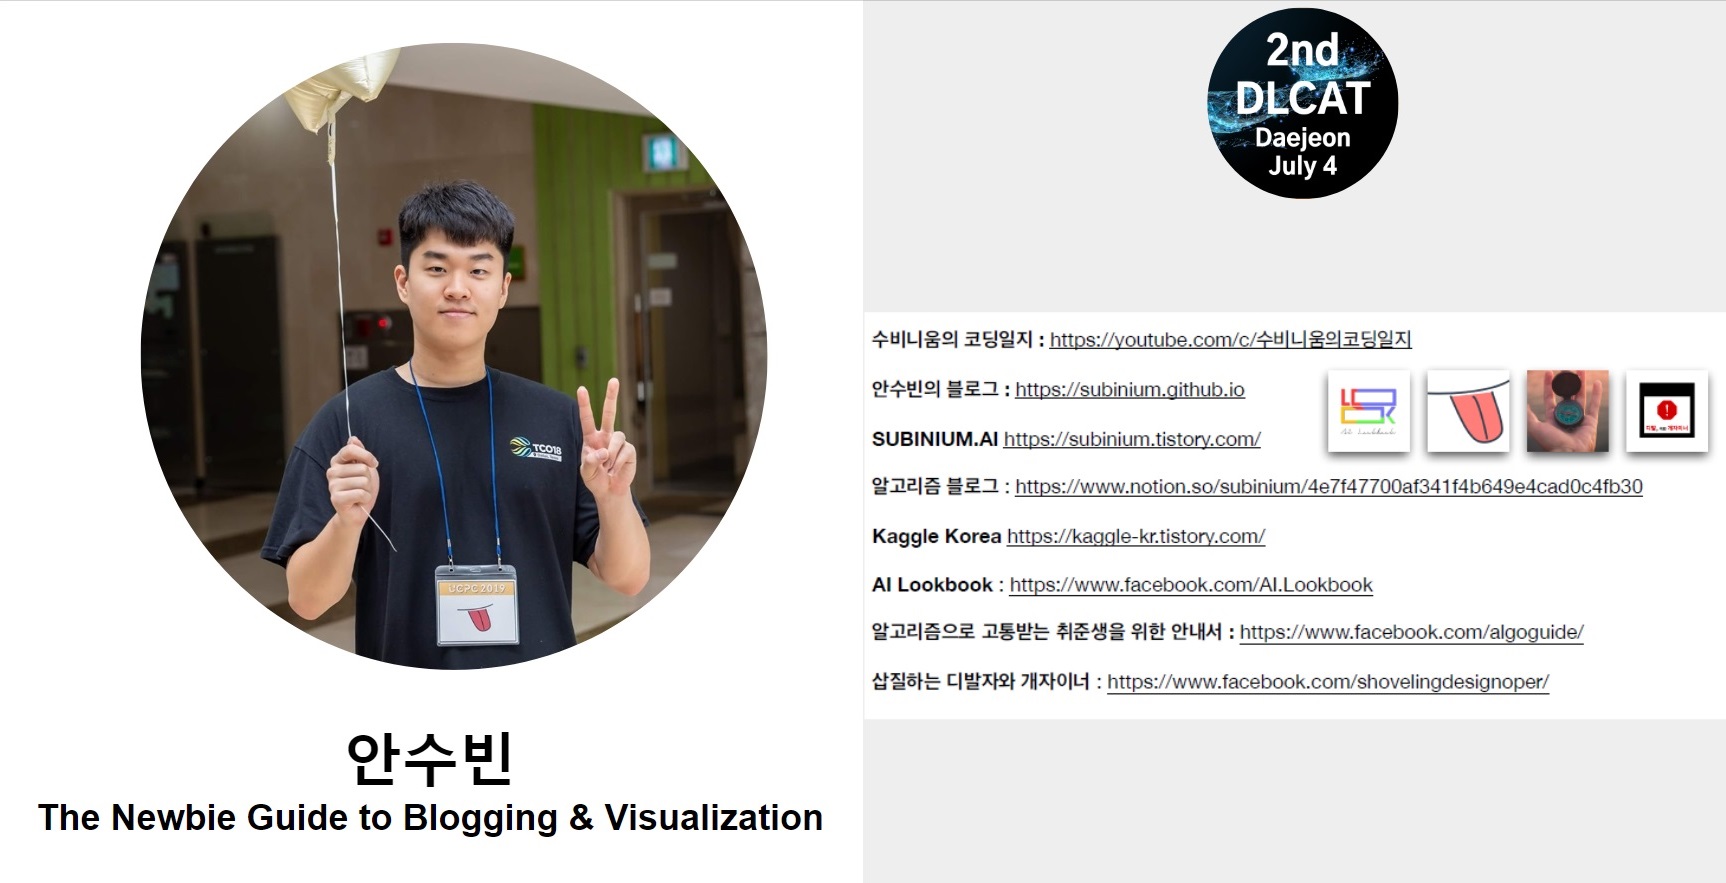 TCO18
UCPC 2019
안수빈
The Newbie Guide to Blogging & Visualization
2nd
DLCAT
Daejeon
July 4
수비니움의 코딩일지 : https://youtube.com/c/수비니움의코딩일지
안수빈의 블로그 : https://subinium.github.io
SUBINIUM.AI https://subinium.tistory.com/
알고리즘 블로그 : https://www.notion.so/subinium/4e7f47700af341f4b649e4cad0c4fb30
Kaggle Korea https://kaggle-kr.tistory.com/
AI Lookbook : https://www.facebook.com/AI.Lookbook
알고리즘으로 고통받는 취준생을 위한 안내서 : https://www.facebook.com/algoguide/
삽질하는 디발자와 개자이너 : https://www.facebook.com/shovelingdesignoper/